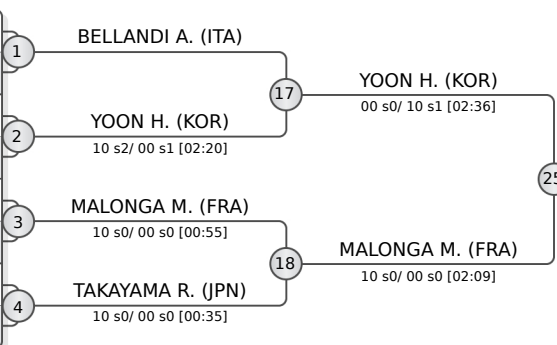 1
BELLANDI A. (ITA)
17
YOON H. (KOR)
00 s0/ 10 s1 [02:36]
2
YOON H. (KOR)
10 s2/ 00 s1 [02:20]
25
3
MALONGA M. (FRA)
10 s0/ 00 s0 [00:55]
18
MALONGA M. (FRA)
10 s0/ 00 s0 [02:09]
4
TAKAYAMA R. (JPN)
10 s0/ 00 s0 [00:35]